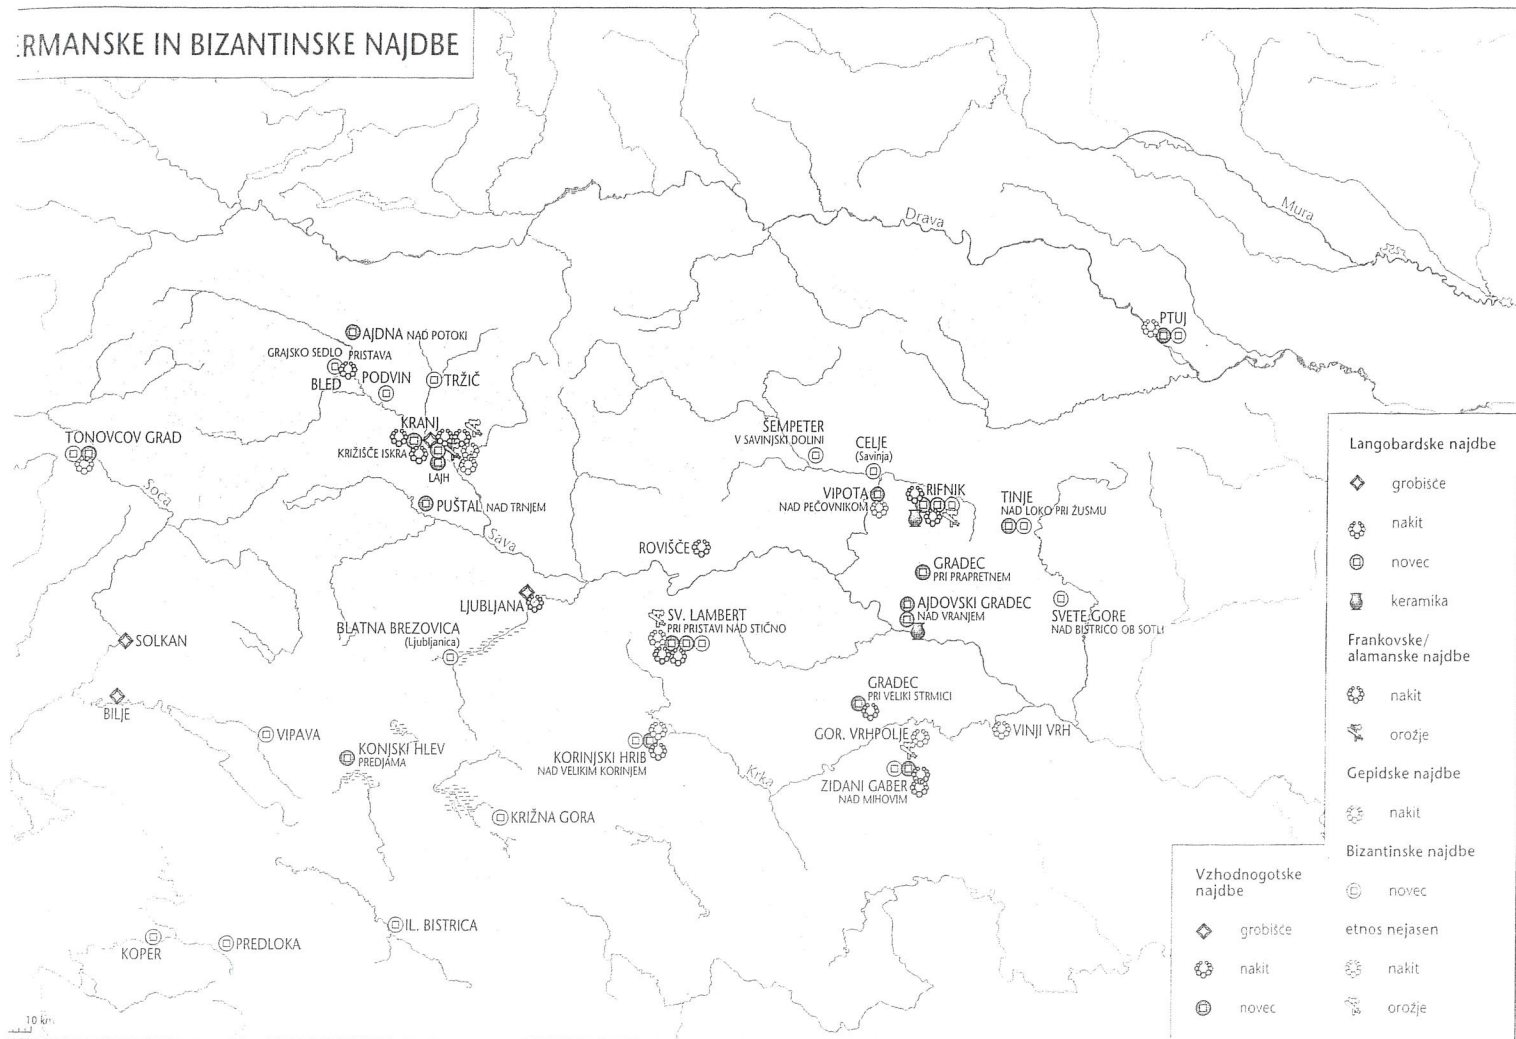 ERMANSKE IN BIZANTINSKE NAJDBE
Drava
Mura
PTUJ
AJDNA NAD POTOKI
GRAJSKO SEDLO
PRISTAVA
BLED
PODVIN
TRŽIČ
KRANJ
KRIŽIŠČE ISKRA
LAJH
TONOVCOV GRAD
Soča
PUŠTAL NAD TRNJEM
Sava
ŠEMPETER
V SAVINJSKI DOLINI
CELJE
(Savinja)
VIPOTA
NAD PEČOVNIKOM
RIFNIK
TINJE
NAD LOKO PRI ŽUSMU
ROVIŠČE
GRADEC
PRI PRAPRETNEM
LJUBLJANA
AJDOVSKI GRADEC
NAD VRANJEM
SVETE GORE
NAD BISTRICO OB SOTLI
SV. LAMBERT
PRI PRISTAVI NAD STIČNO
BLATNA BREZOVICA
(Ljubljanica)
SOLKAN
BILJE
VIPAVA
KONJSKI HLEV
PREDJAMA
GRADEC
PRI VELIKI STRMICI
GOR. VRHPOLJE
VINJI VRH
KORINJSKI HRIB
NAD VELIKIM KORINJEM
Krka
ZIDANI GABER
NAD MIHOVIM
KRIŽNA GORA
IL. BISTRICA
KOPER
PREDLOKA
10 km
Langobardske najdbe
grobišče
nakit
novec
keramika
Frankovske/
alamanske najdbe
nakit
orožje
Gepidske najdbe
nakit
Bizantinske najdbe
novec
etnos nejasen
nakit
orožje
Vzhodnogotske
najdbe
grobišče
nakit
novec